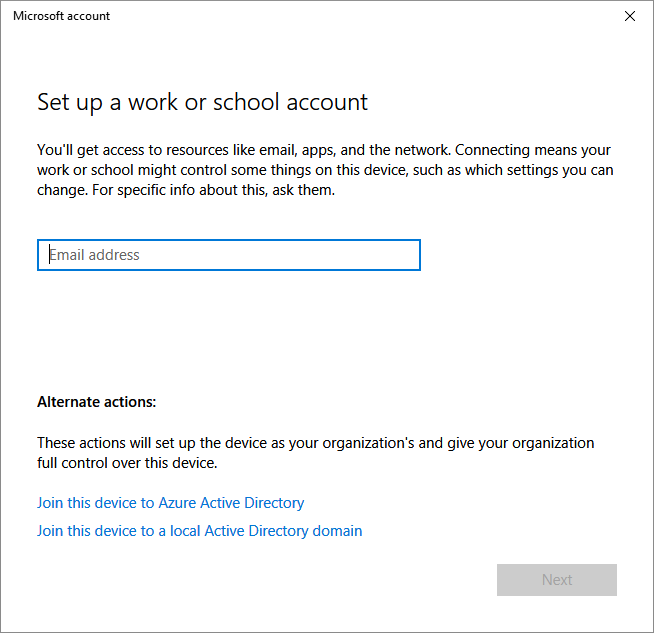 Microsoft account
Set up a work or school account
You'll get access to resources like email, apps, and the network. Connecting means your
work or school might control some things on this device, such as which settings you can
change. For specific info about this, ask them.
Email address
Alternate actions:
These actions will set up the device as your organization's and give your organization
full control over this device.
Join this device to Azure Active Directory
Join this device to a local Active Directory domain
Next